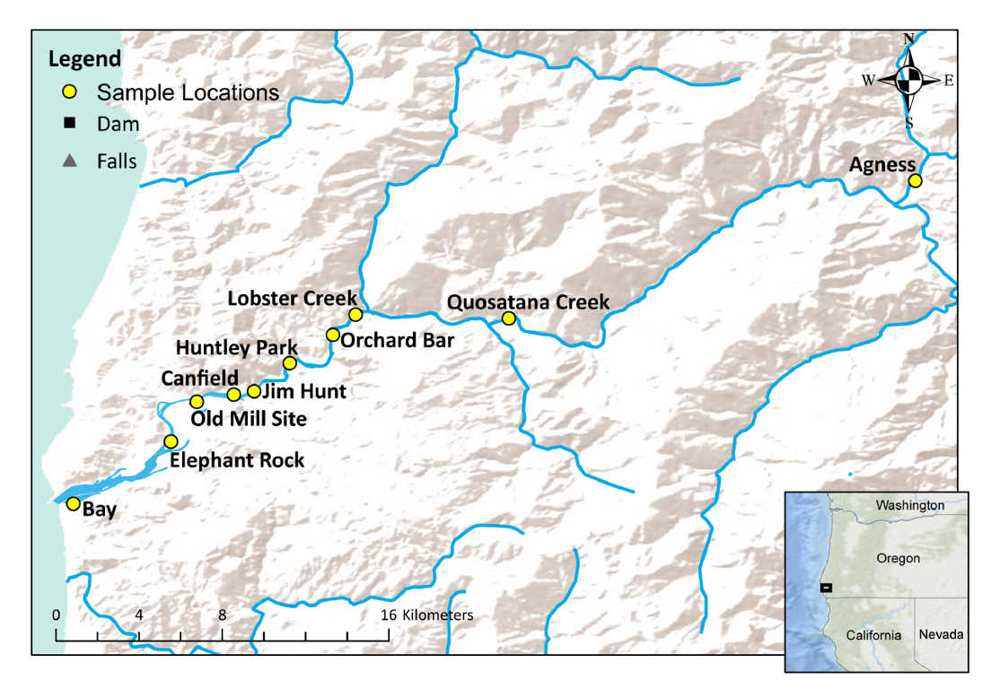 Legend
Sample Locations
Dam
Falls
N
W
E
S
Agness
Lobster Creek
Quosatana Creek
Orchard Bar
Huntley Park
Canfield
Jim Hunt
Old Mill Site
Elephant Rock
Bay
0 4 8 16 Kilometers
Washington
Oregon
California
Nevada